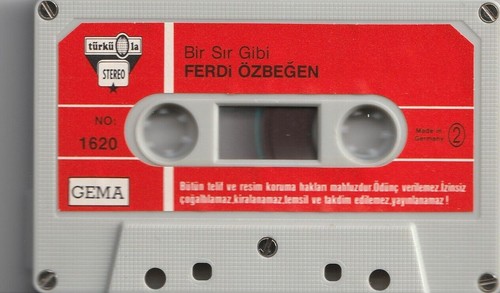 türkü la
STEREO
Bir Sır Gibi
FERDİ ÖZBEĞEN
NO:
1620
Made in
Germany
2
GEMA
Bütün telif ve resim koruma hakları mahfuzdur.Ödünç verilemez.İzinsiz
çoğalblamaz,kiralanamaz,temsil ve takdim edilemez,yayınlanamaz!